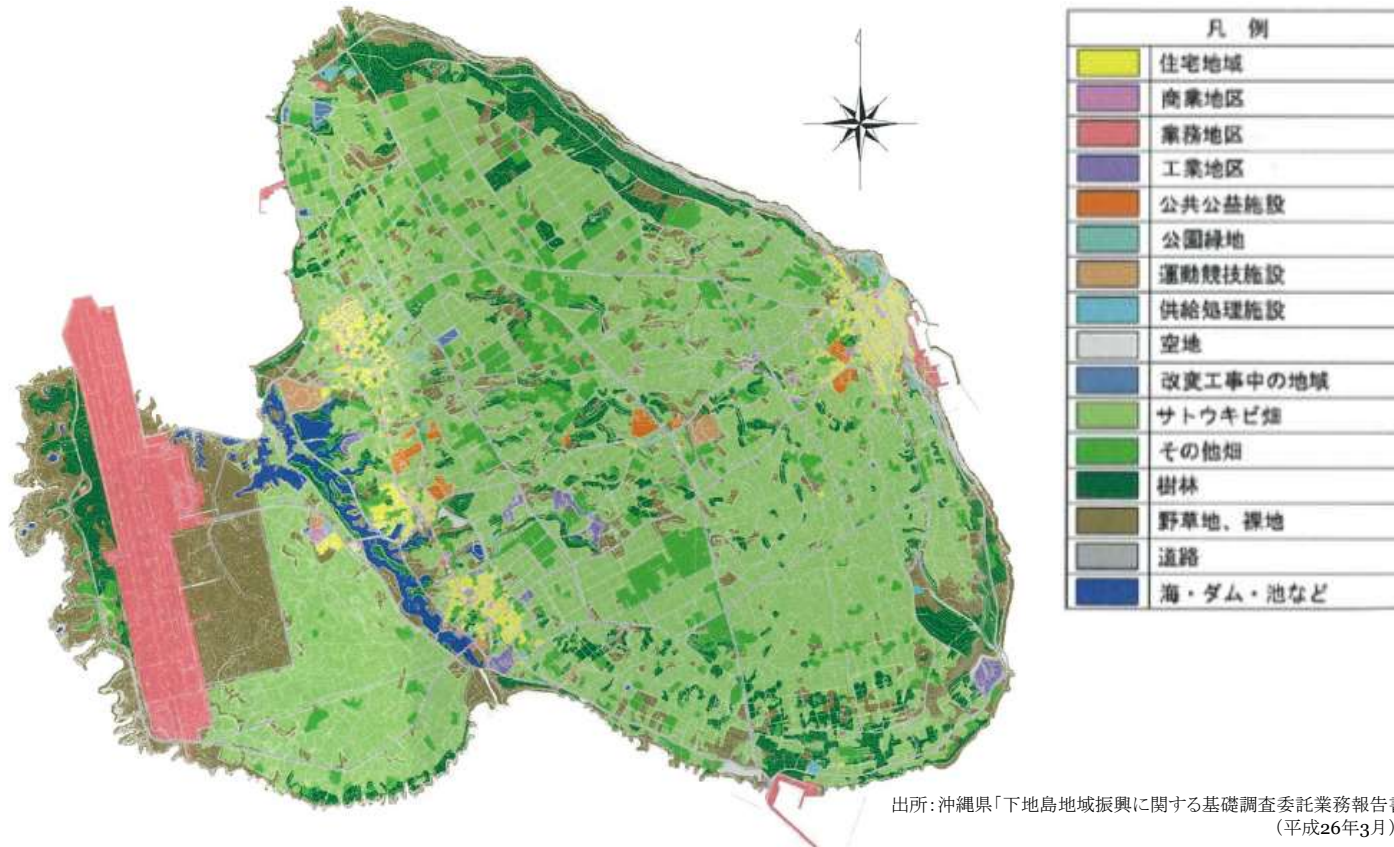 凡 例
住宅地域
商業地区
業務地区
工業地区
公共公益施設
公園緑地
運動競技施設
供給処理施設
空地
改変工事中の地域
サトウキビ畑
その他畑
樹林
野草地、裸地
道路
海・ダム・池など
出所:沖縄県「下地島地域振興に関する基礎調査委託業務報告書
(平成26年3月)